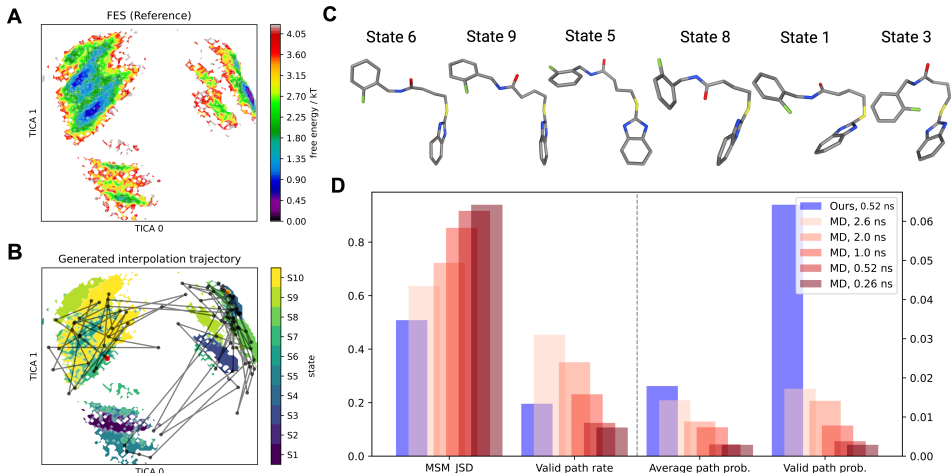 A
FES (Reference)
TICA 1
TICA 0
4.05
3.60
3.15
2.70
2.25
1.80
1.35
0.90
0.45
0.00
free energy / kT
B
Generated interpolation trajectory
TICA 1
TICA 0
S10
S9
S8
S7
S6
S5
S4
S3
S2
S1
state
C
State 6
State 9
State 5
State 8
State 1
State 3
D
0.8
0.6
0.4
0.2
0.0
MSM JSD
Valid path rate
Average path prob.
Valid path prob.
Ours, 0.52 ns
MD, 2.6 ns
MD, 2.0 ns
MD, 1.0 ns
MD, 0.52 ns
MD, 0.26 ns
0.06
0.05
0.04
0.03
0.02
0.01
0.00